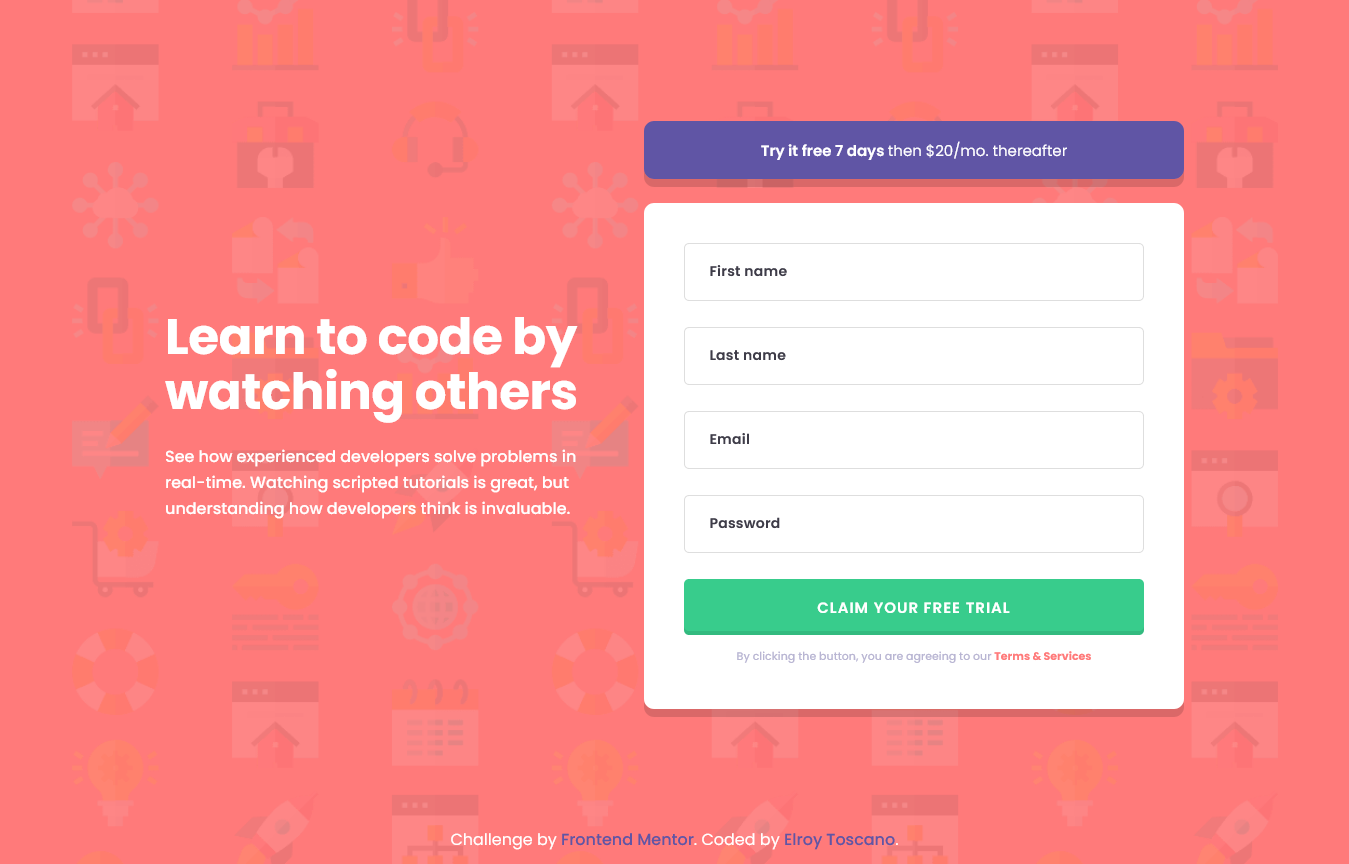 Try it free 7 days then $20/mo. thereafter
Learn to code by
watching others
See how experienced developers solve problems in
real-time. Watching scripted tutorials is great, but
understanding how developers think is invaluable.
First name
Last name
Email
Password
CLAIM YOUR FREE TRIAL
By clicking the button, you are agreeing to our Terms & Services
Challenge by Frontend Mentor. Coded by Elroy Toscano.